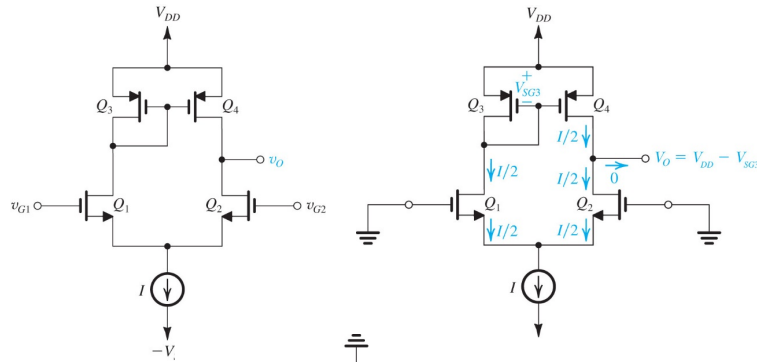 V_DD
Q_3
Q_4
v_O
v_G1
Q_1
Q_2
v_G2
I
V_DD
+
V_SG3
−
Q_3
Q_4
I/2
V_O = V_DD − V_SG3
I/2
I/2
0
Q_1
Q_2
I/2
I/2
I